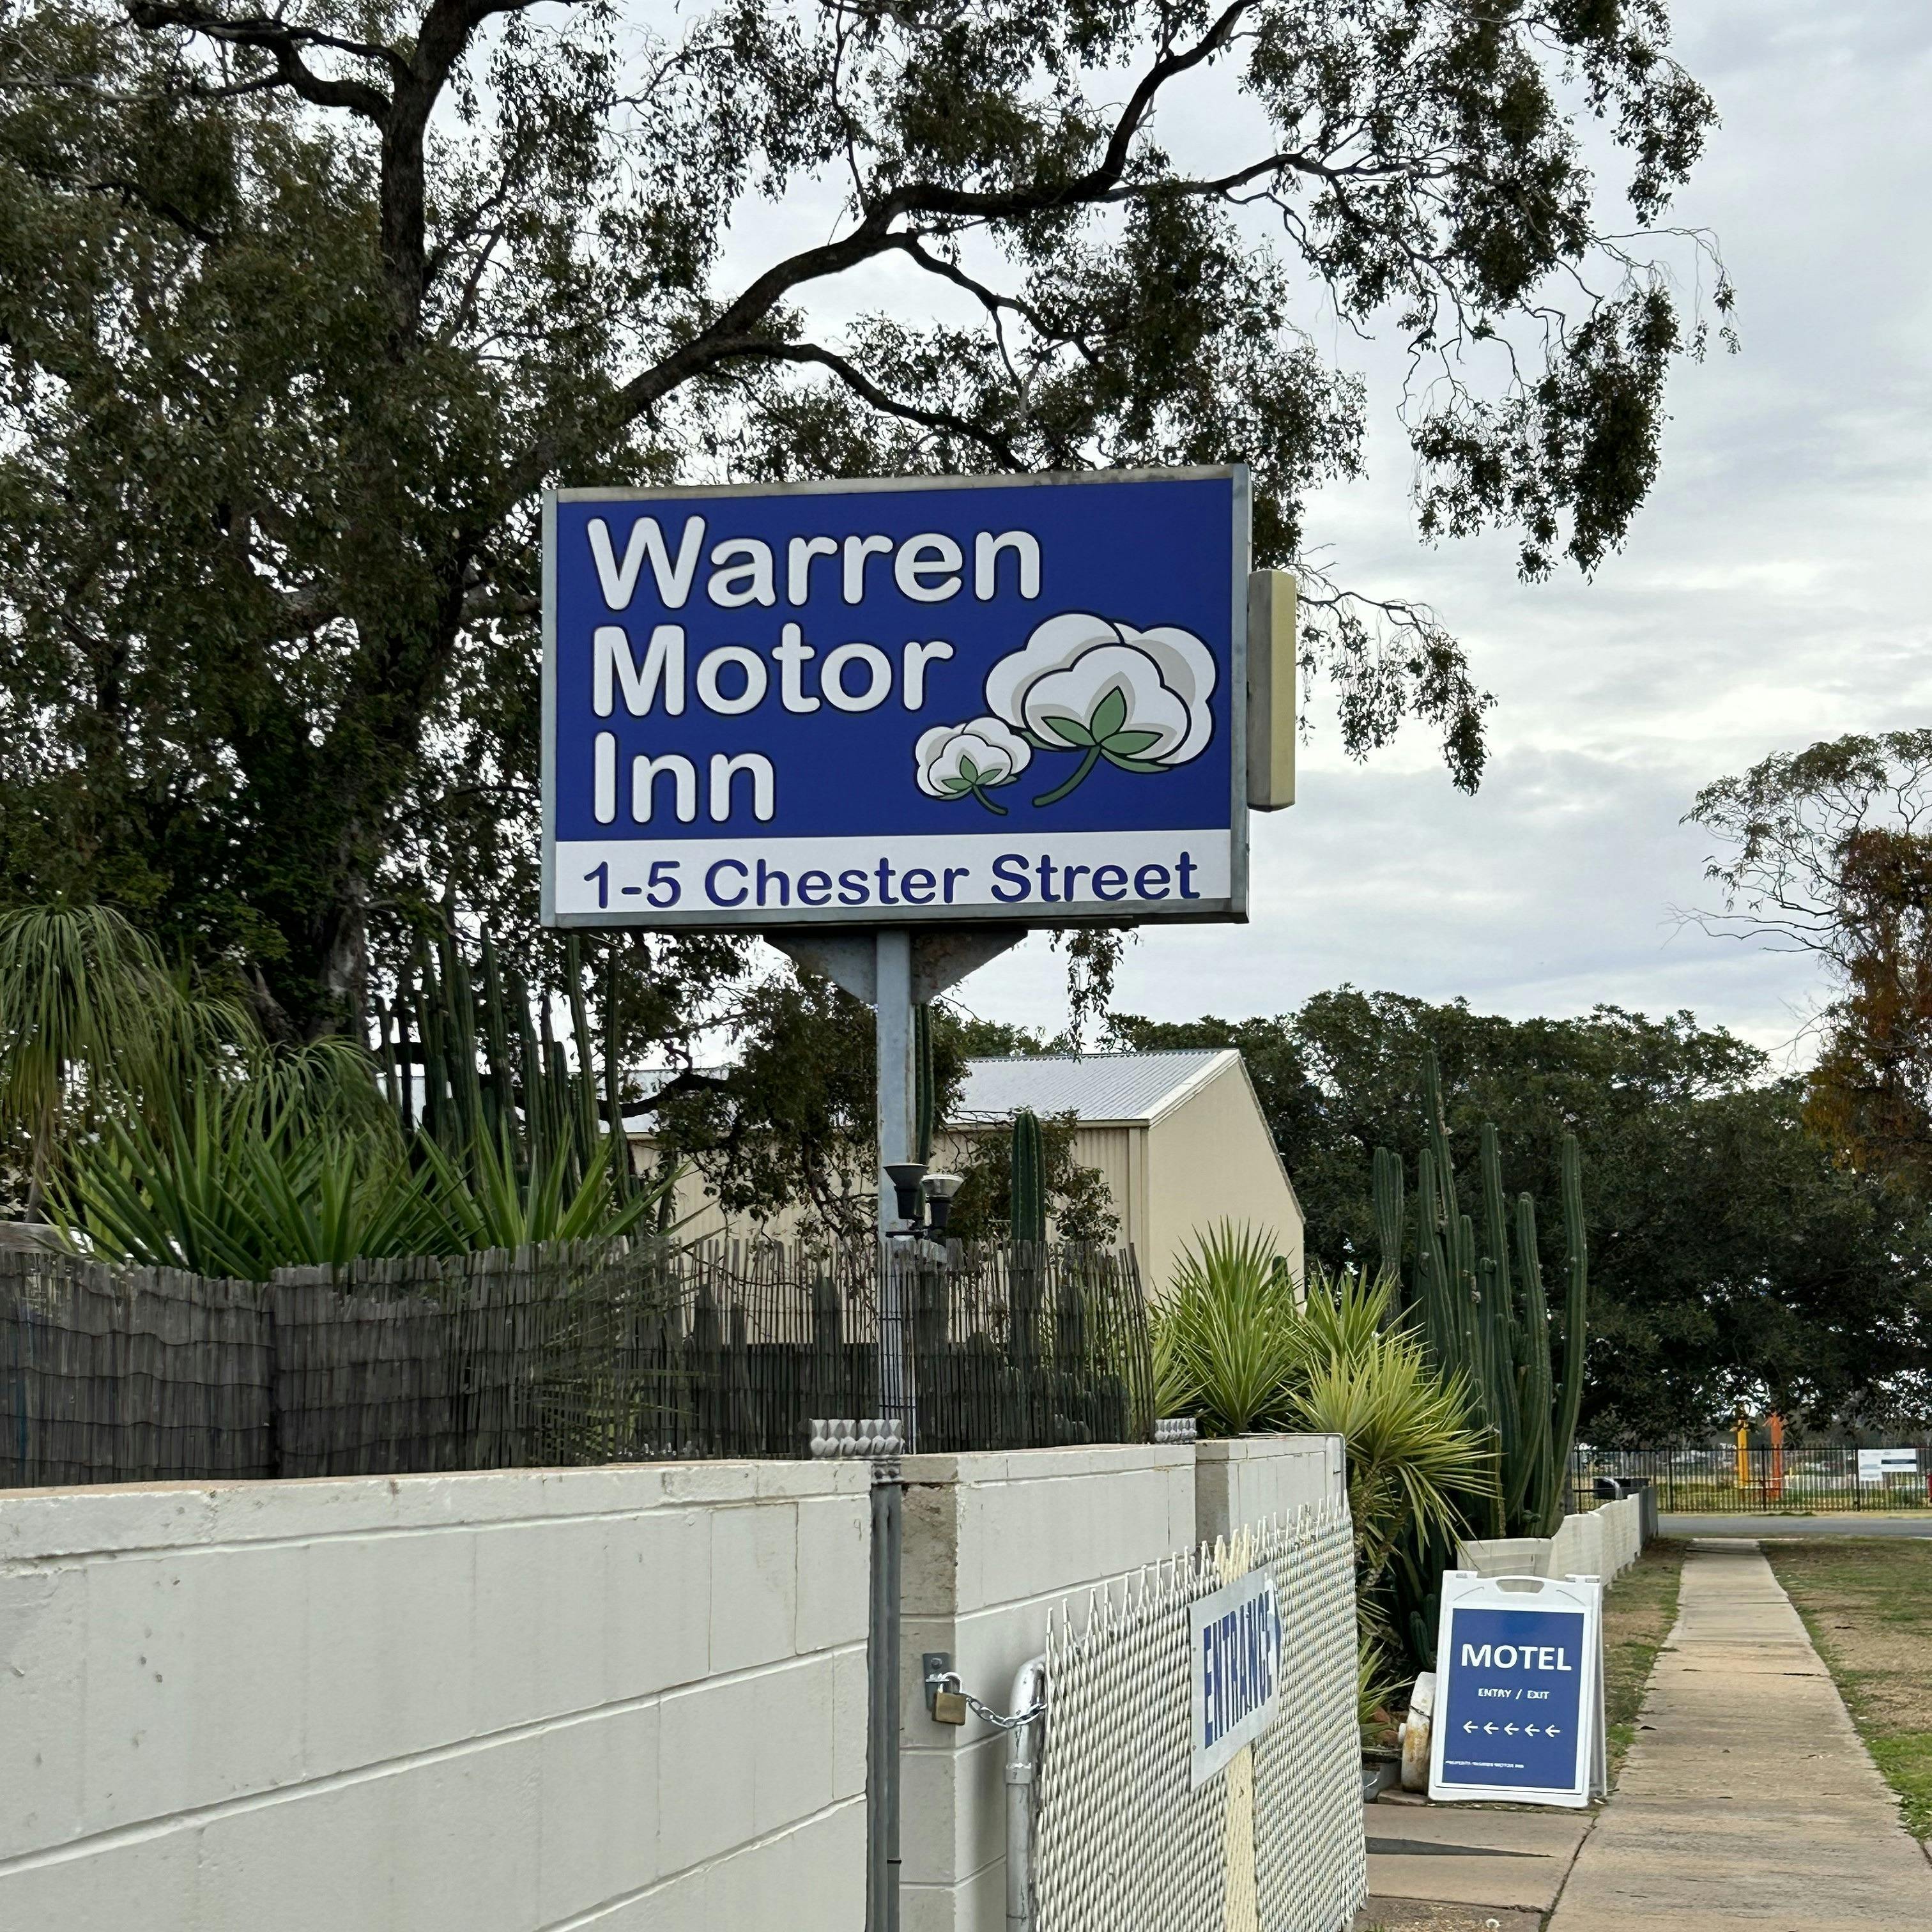 Warren
Motor
Inn
1-5 Chester Street
ENTRANCE
MOTEL
ENTRY / EXIT
←←←←←